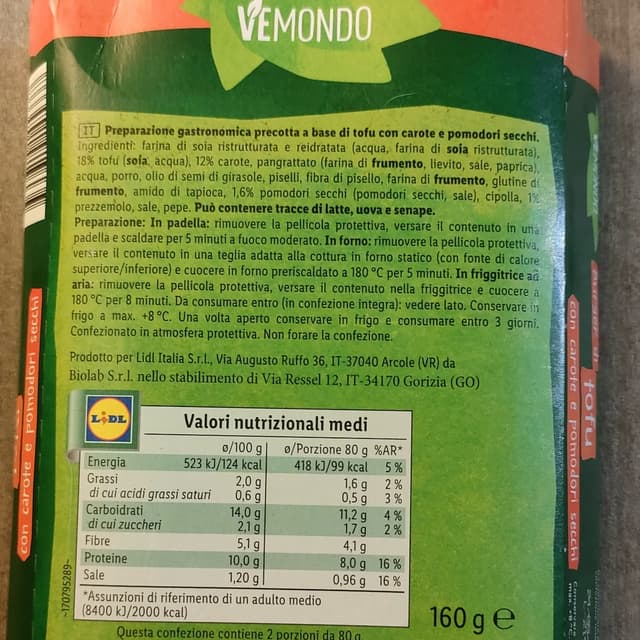 VEMONDO
IT Preparazione gastronomica precotta a base di tofu con carote e pomodori secchi.
Ingredienti: farina di soia ristrutturata e reidratata (acqua, farina di soia ristrutturata),
18% tofu (soia, acqua), 12% carote, pangrattato (farina di frumento, lievito, sale, paprica),
acqua, porro, olio di semi di girasole, piselli, fibra di pisello, farina di frumento, glutine di
frumento, amido di tapioca, 1,6% pomodori secchi (pomodori secchi, sale), cipolla, 1%
prezzemolo, sale, pepe. Può contenere tracce di latte, uova e senape.
Preparazione: In padella: rimuovere la pellicola protettiva, versare il contenuto in una
padella e scaldare per 5 minuti a fuoco moderato. In forno: rimuovere la pellicola protettiva,
versare il contenuto in una teglia adatta alla cottura in forno statico (con fonte di calore
superiore/inferiore) e cuocere in forno preriscaldato a 180 °C per 5 minuti. In friggitrice ad
aria: rimuovere la pellicola protettiva, versare il contenuto nella friggitrice e cuocere a
180 °C per 8 minuti. Da consumare entro (in confezione integra): vedere lato. Conservare in
frigo a max. +8 °C. Una volta aperto conservare in frigo e consumare entro 3 giorni.
Confezionato in atmosfera protettiva. Non forare la confezione.
Prodotto per Lidl Italia S.r.l., Via Augusto Ruffo 36, IT-37040 Arcole (VR) da
Biolab S.r.l. nello stabilimento di Via Ressel 12, IT-34170 Gorizia (GO)
LIDL
Valori nutrizionali medi
ø/100 g ø/Porzione 80 g %AR*
Energia 523 kJ/124 kcal 418 kJ/99 kcal 5 %
Grassi 2,0 g 1,6 g 2 %
di cui acidi grassi saturi 0,6 g 0,5 g 3 %
Carboidrati 14,0 g 11,2 g 4 %
di cui zuccheri 2,1 g 1,7 g 2 %
Fibre 5,1 g 4,1 g
Proteine 10,0 g 8,0 g 16 %
Sale 1,20 g 0,96 g 16 %
*Assunzioni di riferimento di un adulto medio
(8400 kJ/2000 kcal)
Questa confezione contiene 2 porzioni da 80 g
160 g e
-170795289-
con carote e pomodori secchi
tofu
con carote e pomodori secchi